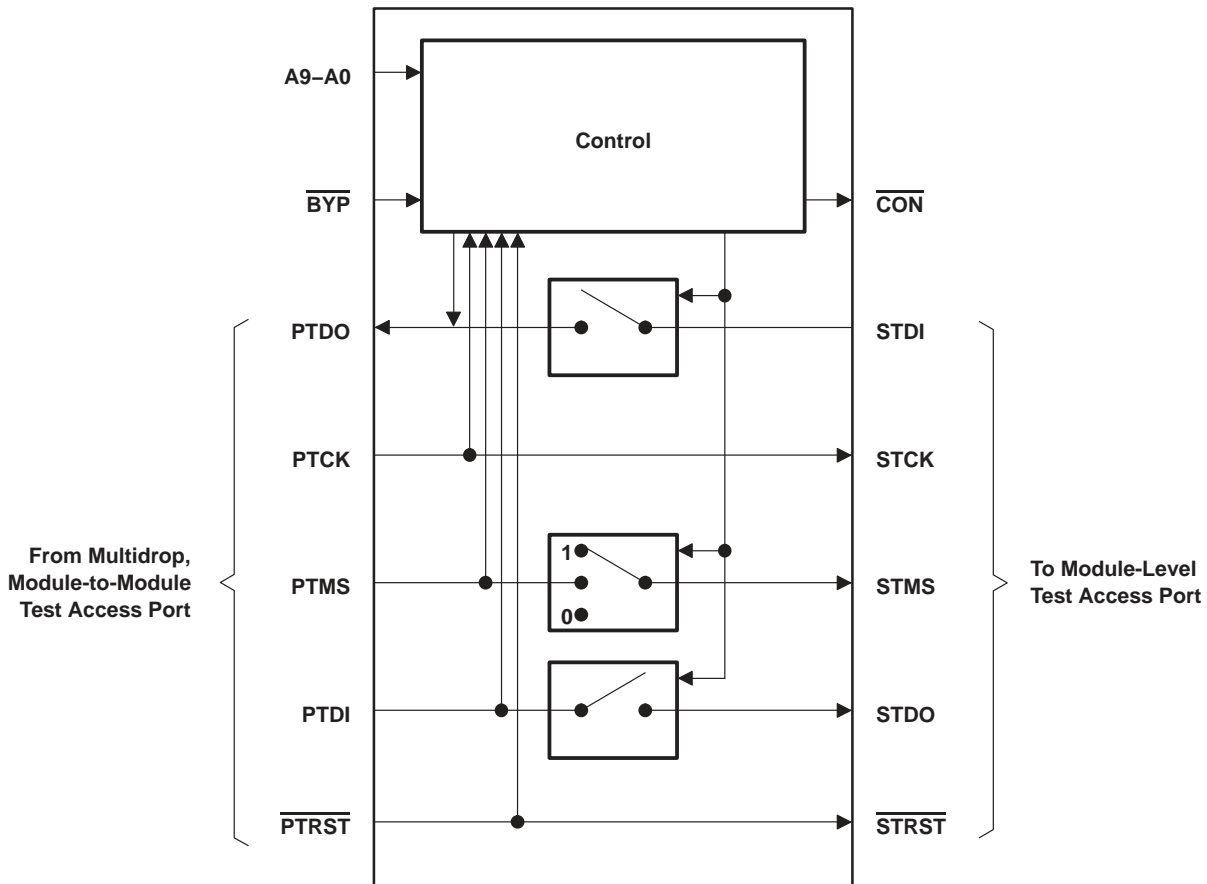 A9–A0
Control
BYP
CON
PTDO
STDI
PTCK
STCK
From Multidrop,
Module-to-Module
Test Access Port
1
PTMS
0
STMS
To Module-Level
Test Access Port
PTDI
STDO
PTRST
STRST